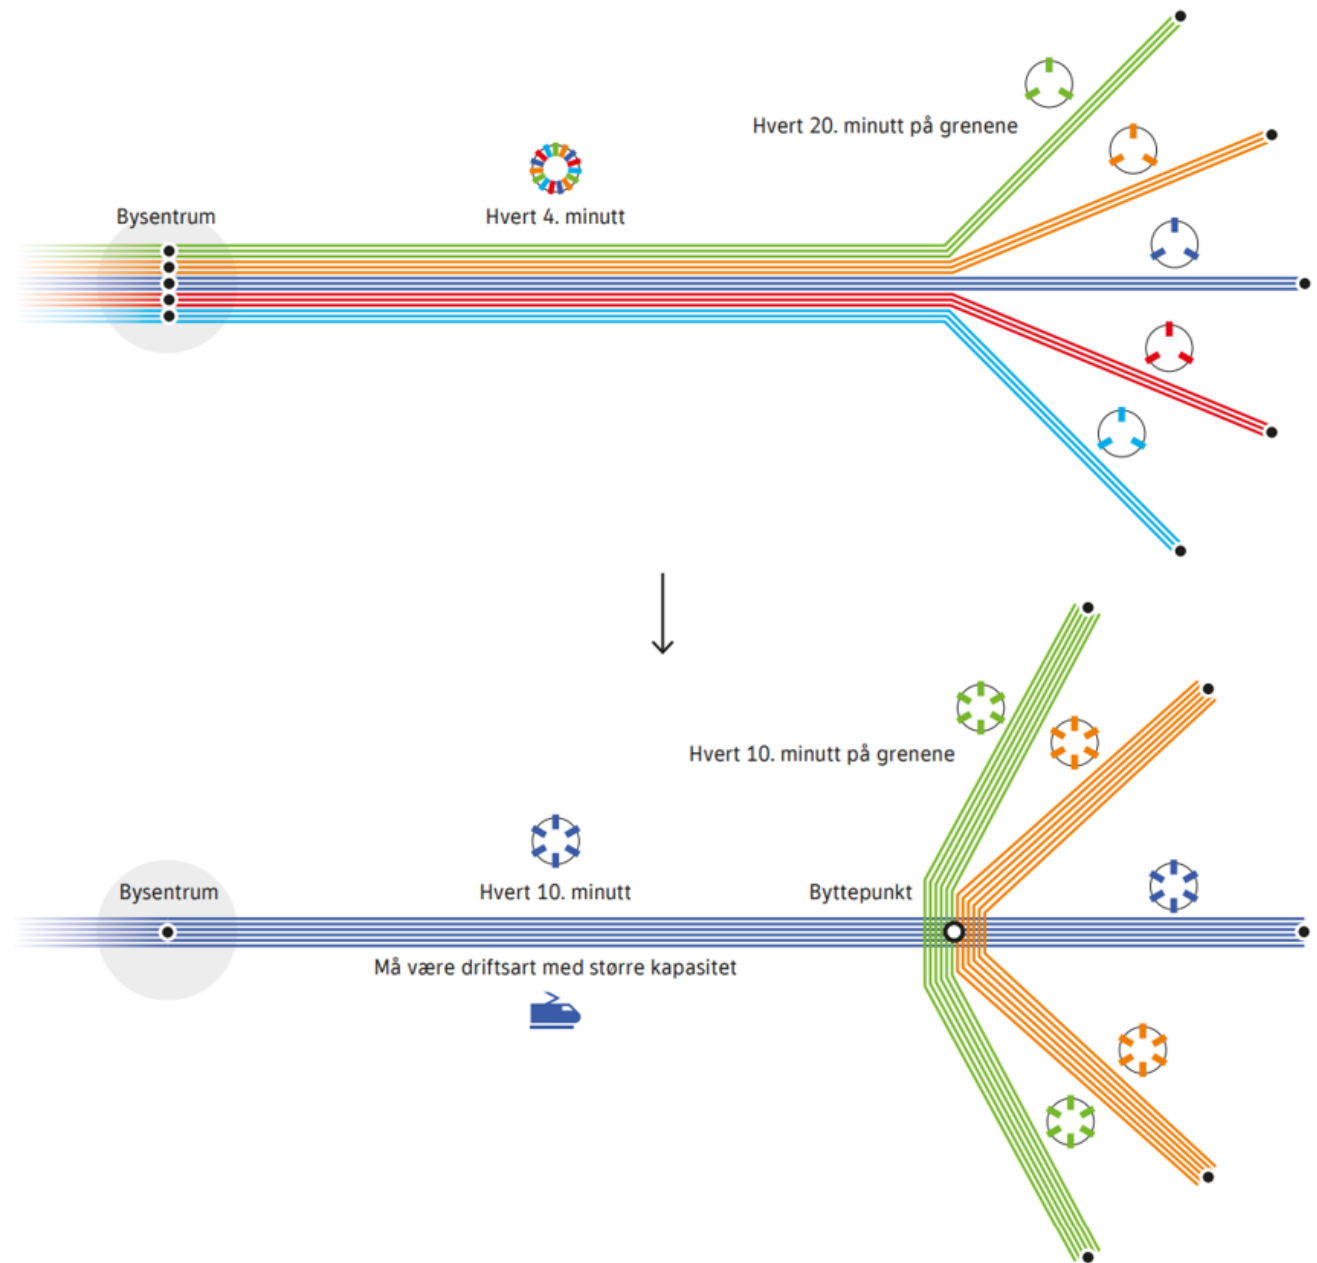 Hvert 20. minutt på grenene
Bysentrum
Hvert 4. minutt
Hvert 10. minutt på grenene
Bysentrum
Hvert 10. minutt
Byttepunkt
Må være driftsart med større kapasitet